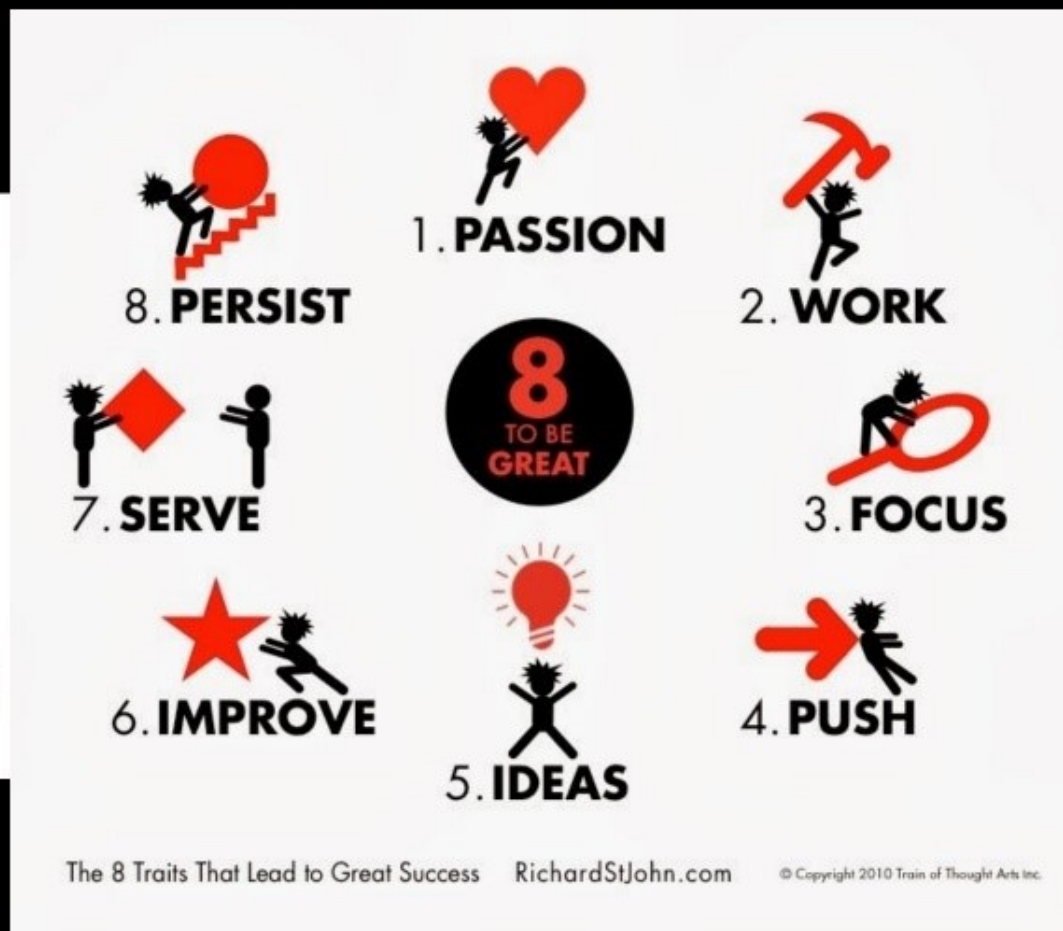 1. PASSION
2. WORK
3. FOCUS
4. PUSH
5. IDEAS
6. IMPROVE
7. SERVE
8. PERSIST
8
TO BE
GREAT
The 8 Traits That Lead to Great Success RichardStJohn.com © Copyright 2010 Train of Thought Arts Inc.